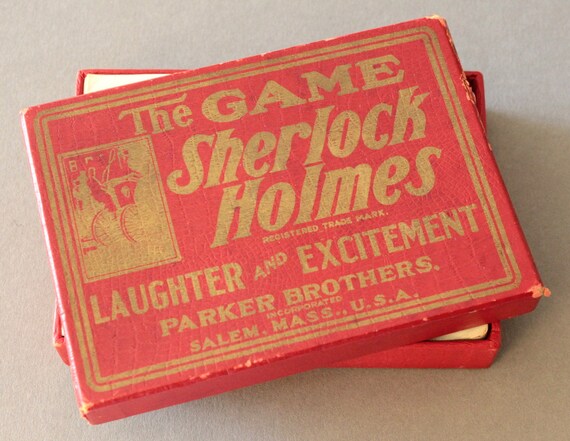 The GAME
Sherlock
Holmes
REGISTERED TRADE MARK.
LAUGHTER AND EXCITEMENT
PARKER BROTHERS.
INCORPORATED
SALEM, MASS., U.S.A.